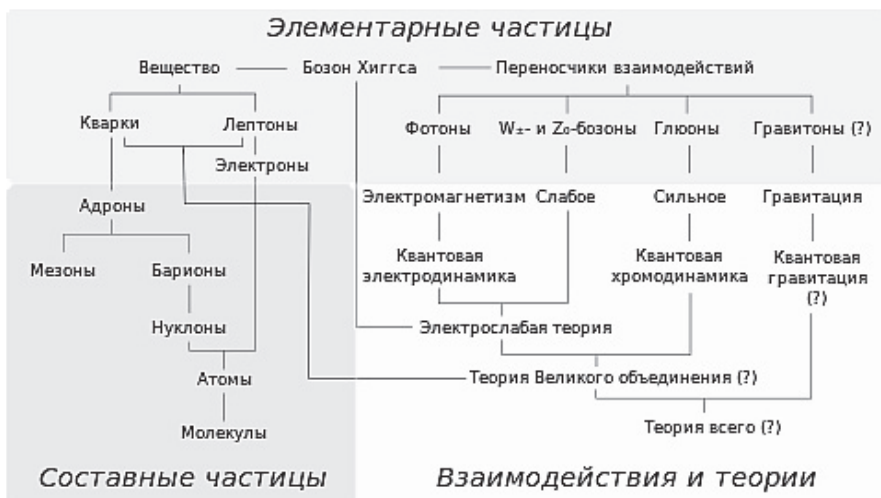 Элементарные частицы
Вещество Бозон Хиггса Переносчики взаимодействий
Кварки Лептоны Фотоны W±- и Z₀-бозоны Глюоны Гравитоны (?)
Электроны
Адроны Электромагнетизм Слабое Сильное Гравитация
Мезоны Барионы Квантовая электродинамика Квантовая хромодинамика Квантовая гравитация (?)
Нуклоны Электрослабая теория
Атомы Теория Великого объединения (?)
Молекулы Теория всего (?)
Составные частицы Взаимодействия и теории